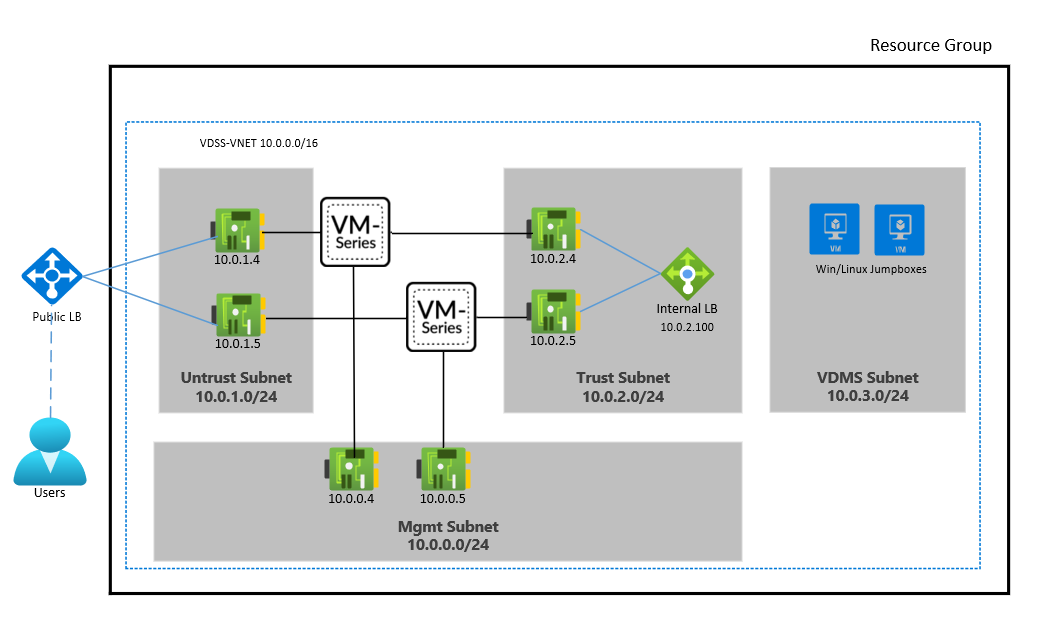 Resource Group
VDSS-VNET 10.0.0.0/16
VM-
Series
10.0.1.4
10.0.2.4
VM
VM
Win/Linux Jumpboxes
Public LB
VM-
Series
Internal LB
10.0.2.100
10.0.1.5
10.0.2.5
Untrust Subnet
10.0.1.0/24
Trust Subnet
10.0.2.0/24
VDMS Subnet
10.0.3.0/24
Users
10.0.0.4
10.0.0.5
Mgmt Subnet
10.0.0.0/24